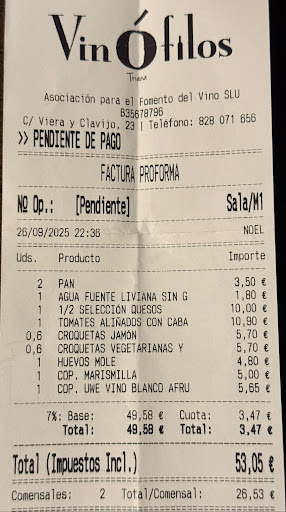 VinÓfilos
Triana
Asociación para el Fomento del Vino SLU
B35678796
C/ Viera y Clavijo, 23 | Teléfono: 828 071 656
>> PENDIENTE DE PAGO
FACTURA PROFORMA
Nº Op.: [Pendiente] Sala/M1
26/09/2025 22:36 NOEL
Uds. Producto Importe
2 PAN 3,50 €
1 AGUA FUENTE LIVIANA SIN G 1,80 €
1 1/2 SELECCIÓN QUESOS 10,00 €
1 TOMATES ALIÑADOS CON CABA 10,90 €
0,6 CROQUETAS JAMÓN 5,70 €
0,6 CROQUETAS VEGETARIANAS Y 5,70 €
1 HUEVOS MOLE 4,80 €
1 COP. MARISMILLA 5,00 €
1 COP. UWE VINO BLANCO AFRU 5,65 €
7%: Base: 49,58 € Cuota: 3,47 €
Total: 49,58 € Total: 3,47 €
Total (Impuestos Incl.) 53,05 €
Comensales: 2 Total/Comensal: 26,53 €